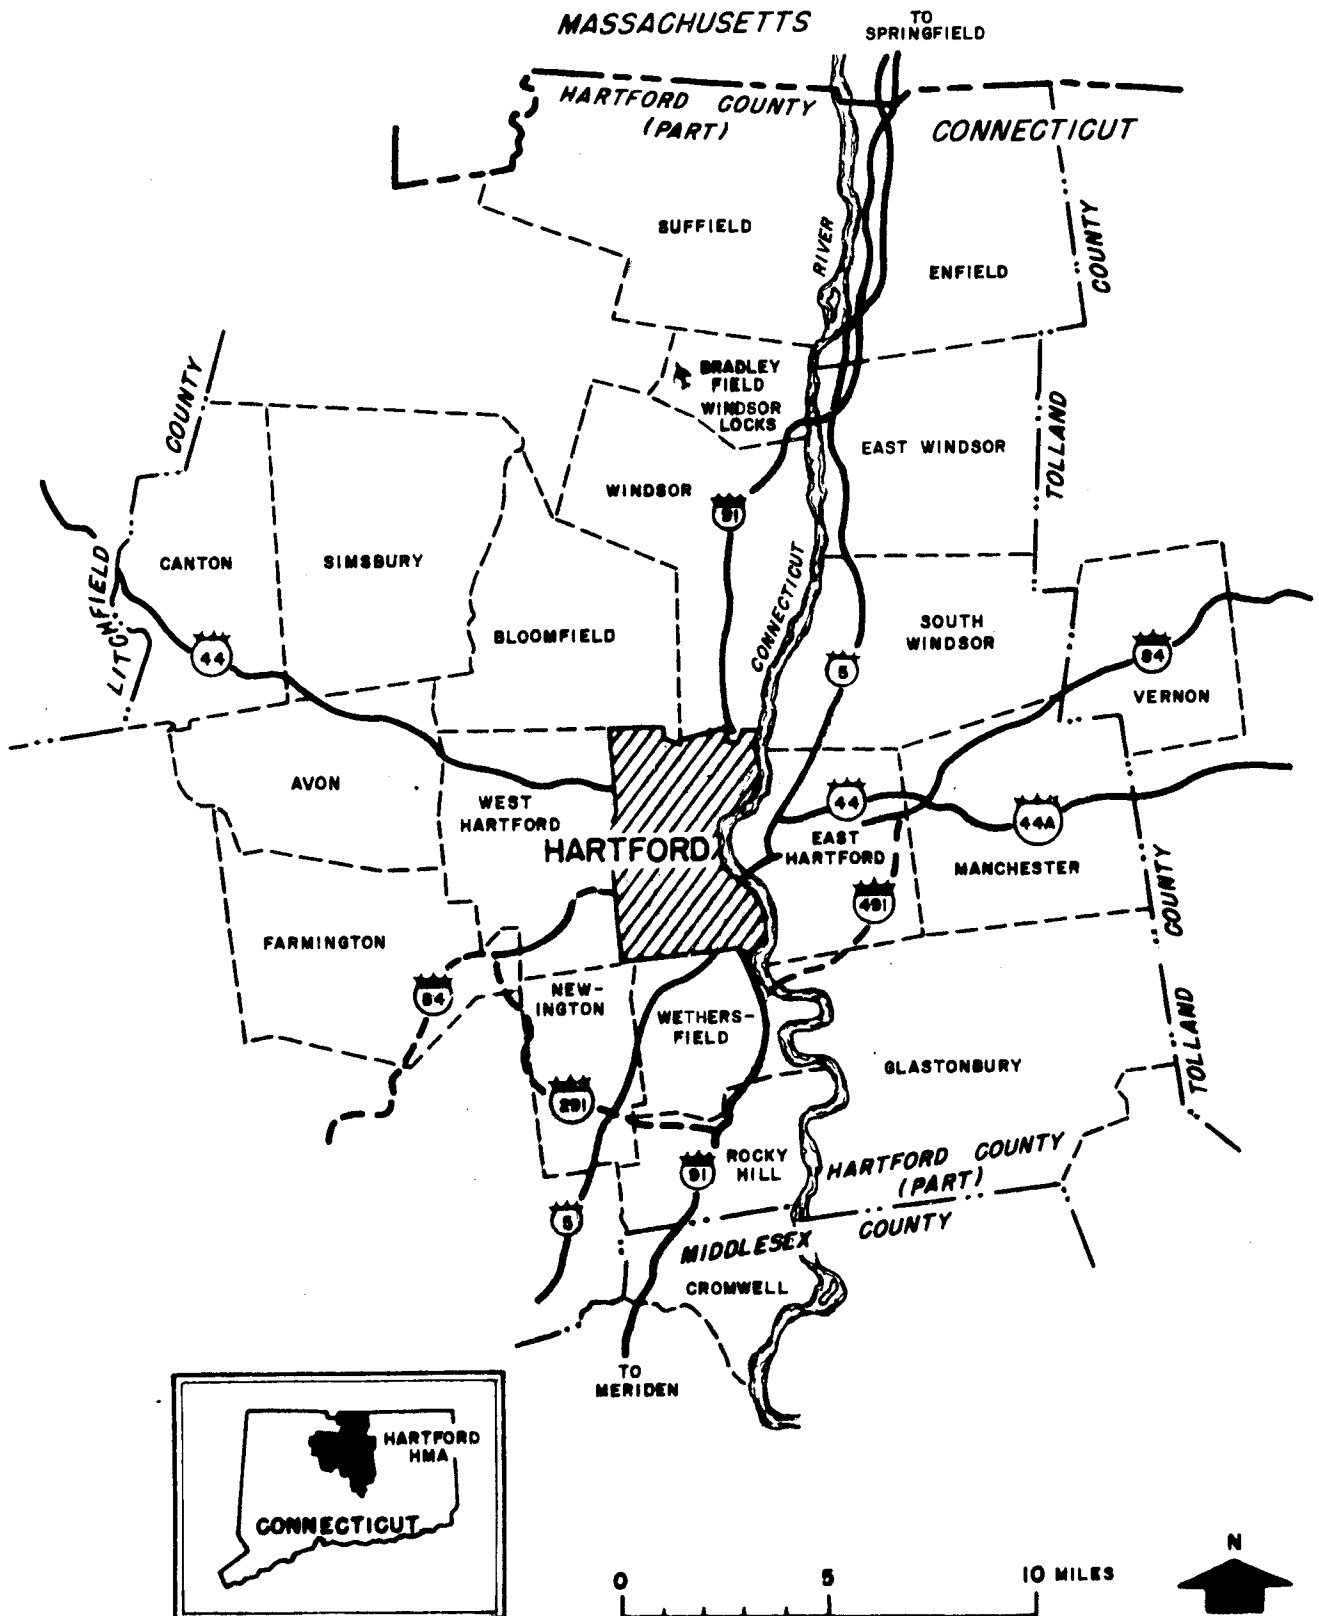 MASSACHUSETTS
TO
SPRINGFIELD
HARTFORD COUNTY
(PART)
CONNECTICUT
SUFFIELD
RIVER
ENFIELD
COUNTY
BRADLEY
FIELD
WINDSOR
LOCKS
COUNTY
TOLLAND
EAST WINDSOR
WINDSOR
91
CANTON
SIMSBURY
LITCHFIELD
CONNECTICUT
BLOOMFIELD
SOUTH
WINDSOR
44
5
84
VERNON
AVON
WEST
HARTFORD
44
44A
HARTFORD
EAST
HARTFORD
MANCHESTER
COUNTY
491
FARMINGTON
84
NEW-
INGTON
WETHERS-
FIELD
GLASTONBURY
TOLLAND
291
ROCKY
HILL
91
HARTFORD COUNTY
(PART)
5
MIDDLESEX COUNTY
CROMWELL
TO
MERIDEN
HARTFORD
HMA
CONNECTICUT
N
0 5 10 MILES